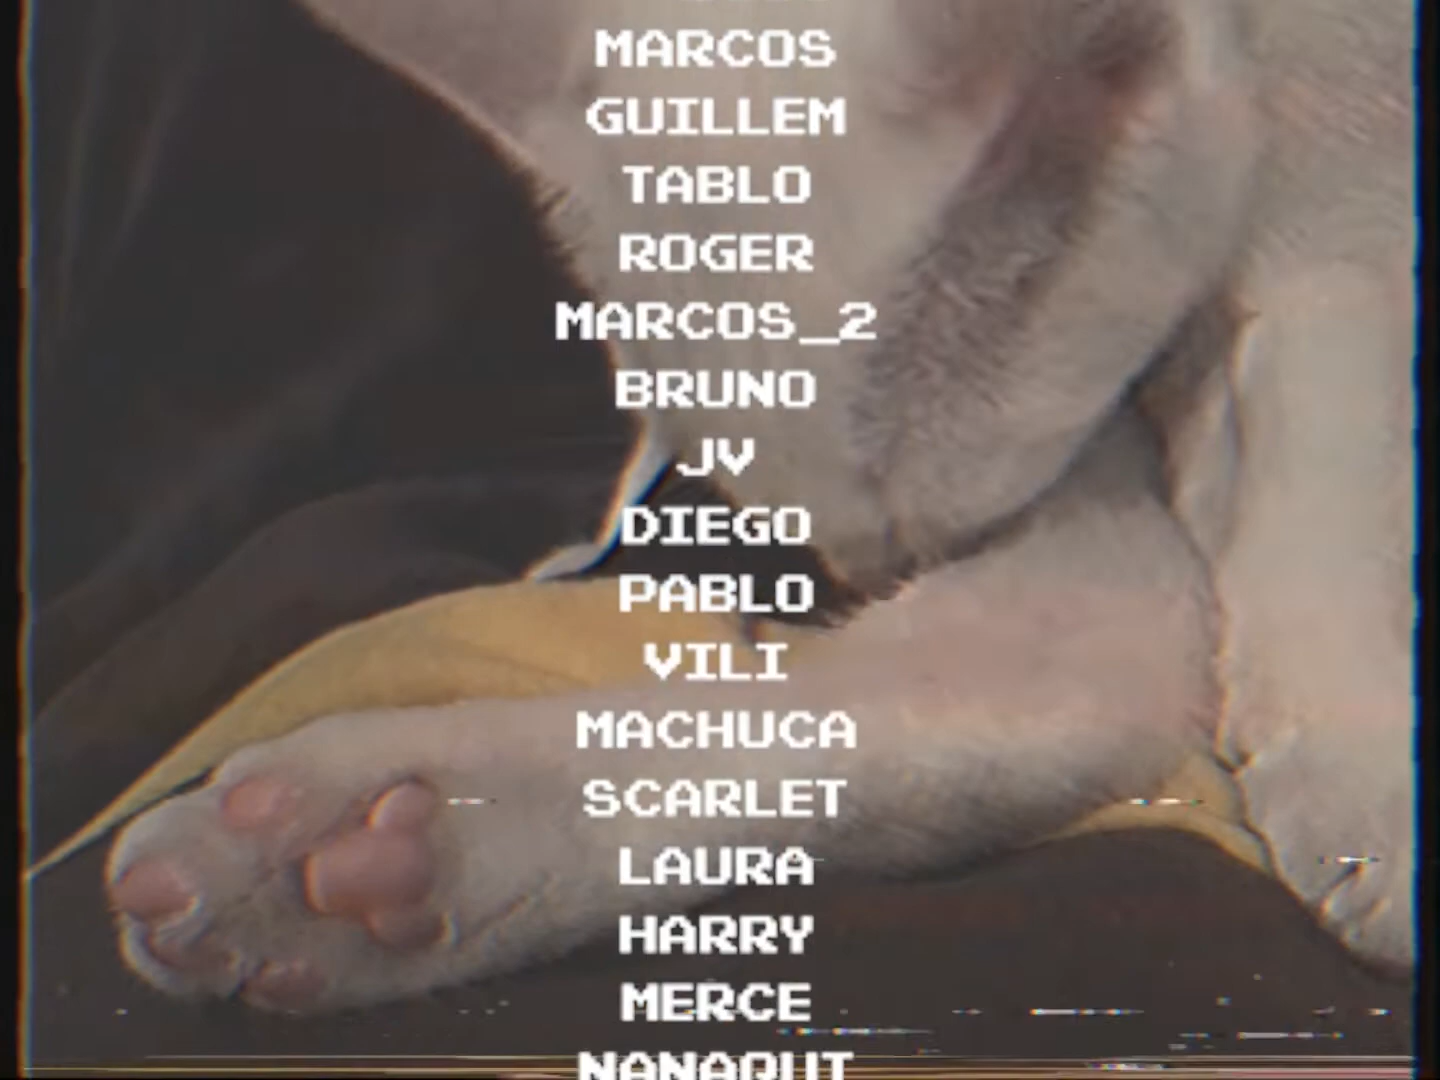 MARCOS
GUILLEM
TABLO
ROGER
MARCOS_2
BRUNO
JV
DIEGO
PABLO
VILI
MACHUCA
SCARLET
LAURA
HARRY
MERCE